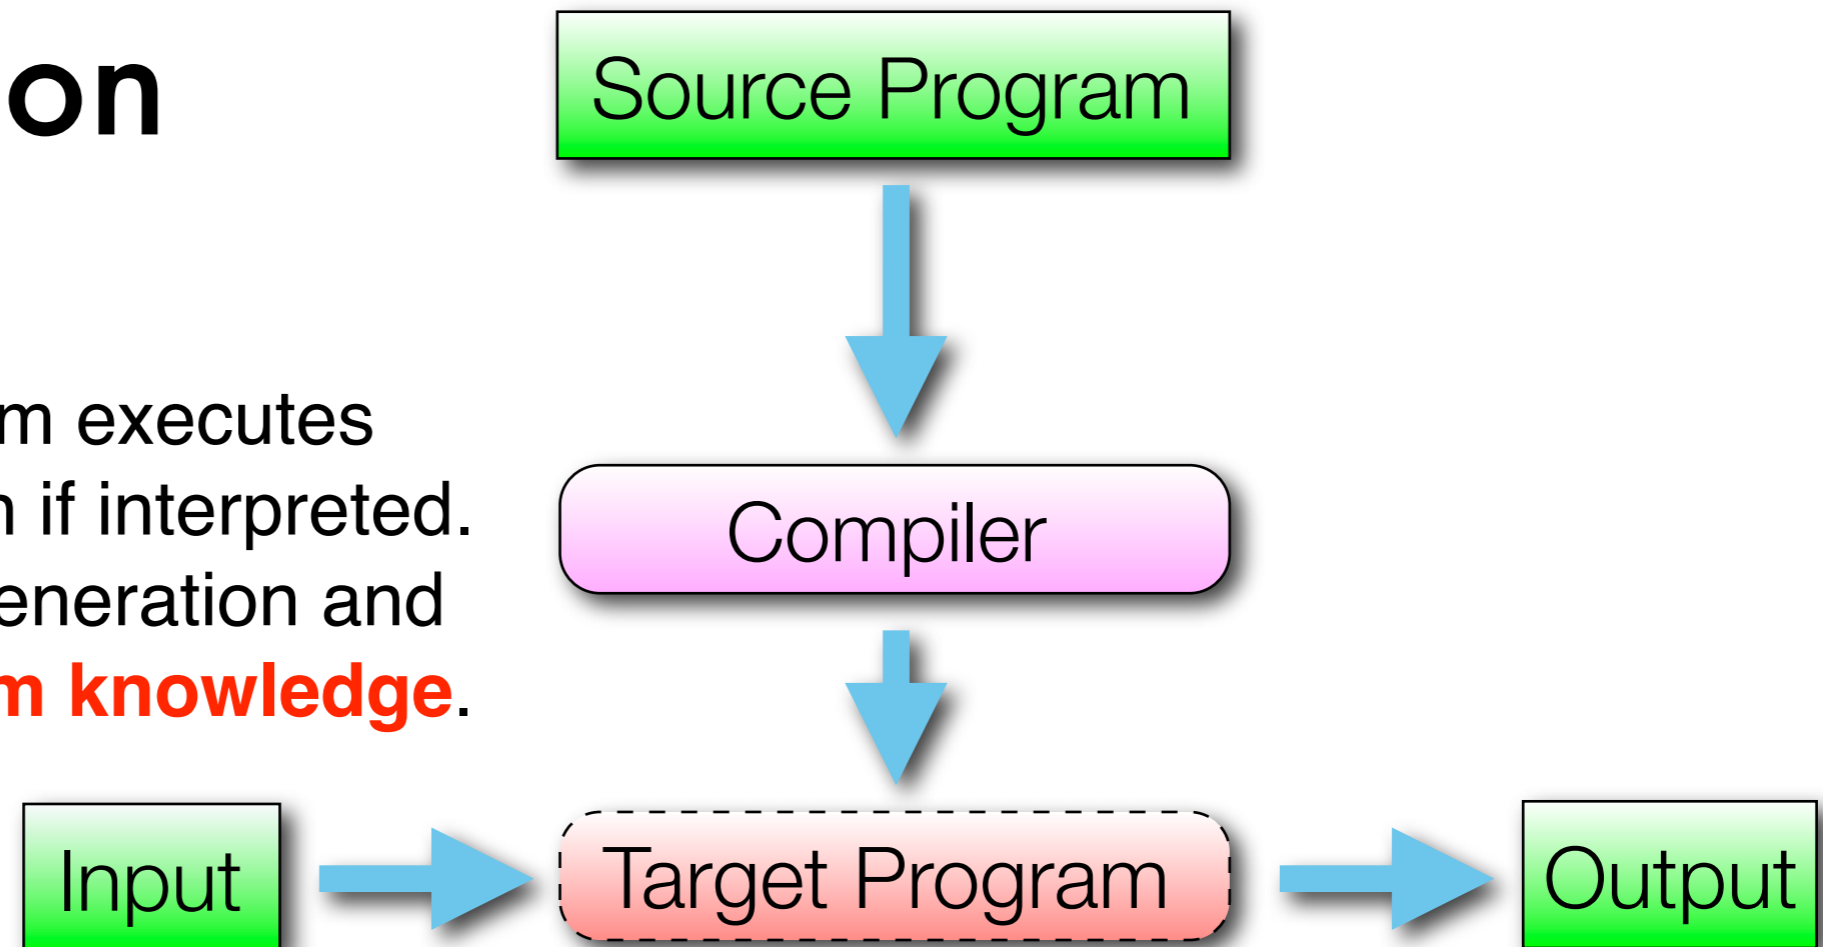 on
Source Program
m executes
n if interpreted.
Compiler
eneration and
m knowledge.
Input
Target Program
Output